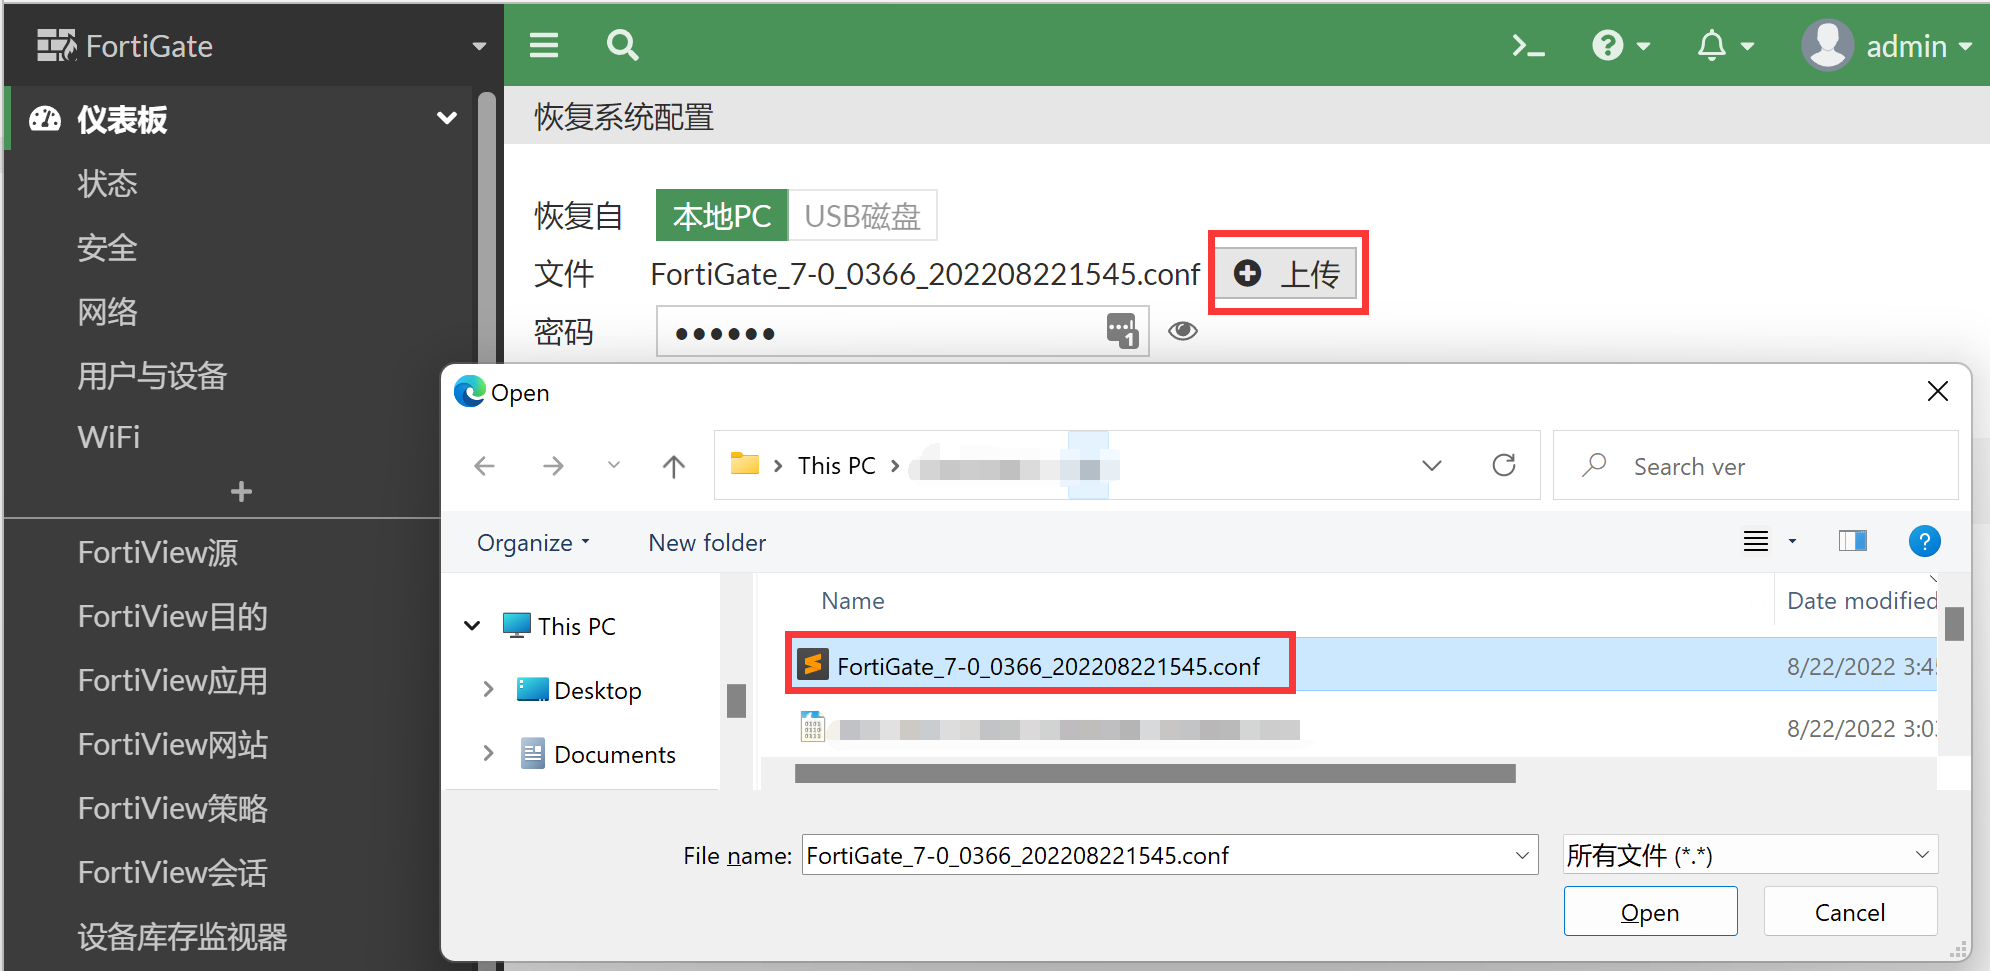 FortiGate
admin
仪表板
状态
安全
网络
用户与设备
WiFi
+
FortiView源
FortiView目的
FortiView应用
FortiView网站
FortiView策略
FortiView会话
设备库存监视器
恢复系统配置
恢复自 本地PC USB磁盘
文件 FortiGate_7-0_0366_202208221545.conf 上传
密码 ●●●●●●
Open
This PC
Search ver
Organize New folder
Name Date modified
This PC
Desktop
Documents
FortiGate_7-0_0366_202208221545.conf 8/22/2022 3:4
8/22/2022 3:0
File name: FortiGate_7-0_0366_202208221545.conf 所有文件 (*.*)
Open Cancel